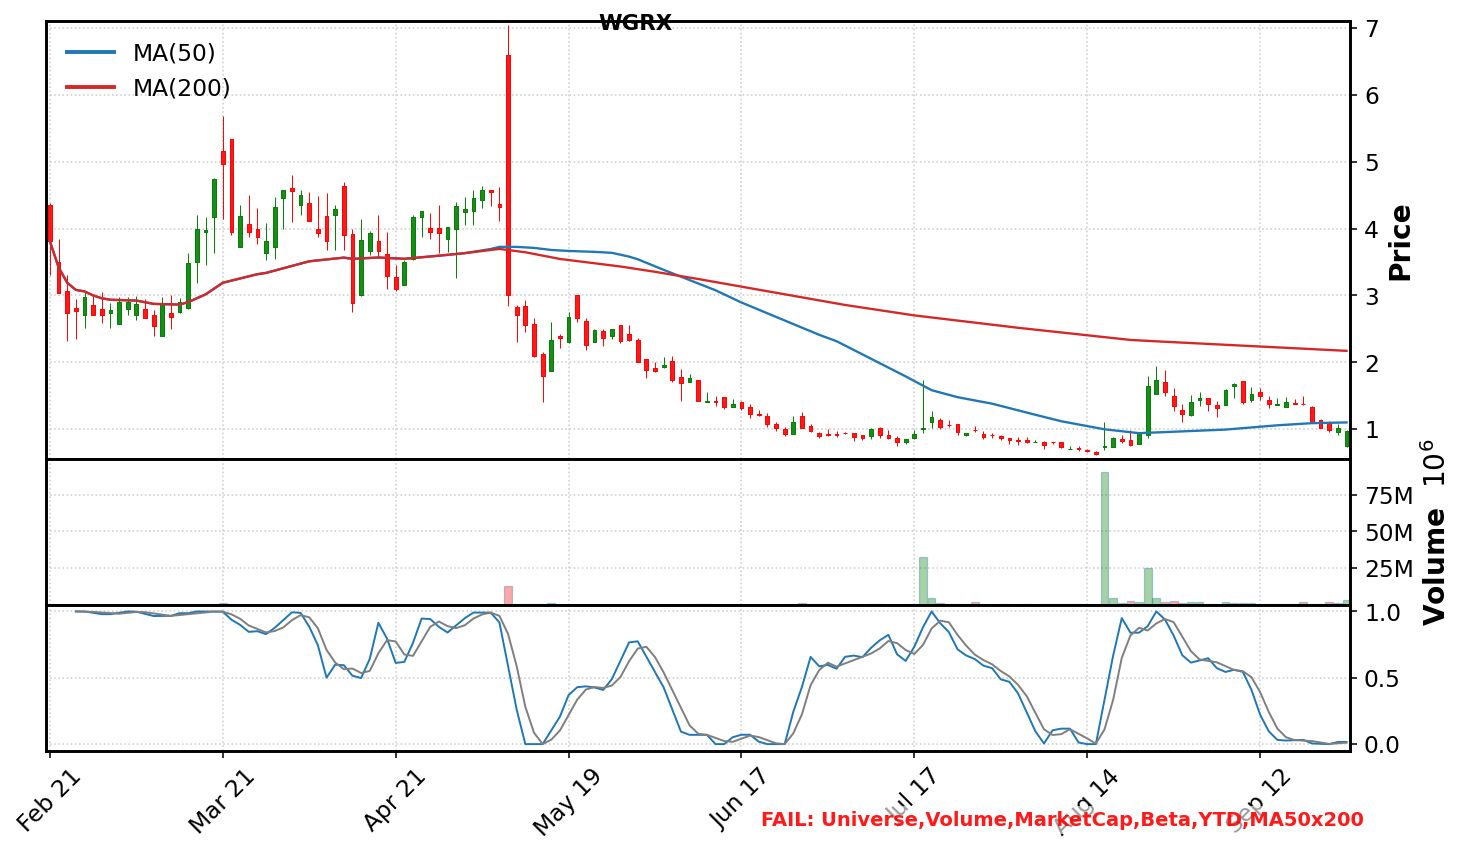 WGRX
MA(50)
MA(200)
7
6
5
4
3
2
1
Price
75M
50M
25M
Volume 10^6
1.0
0.5
0.0
Feb 21
Mar 21
Apr 21
May 19
Jun 17
Jul 17
Aug 14
Sep 12
FAIL: Universe,Volume,MarketCap,Beta,YTD,MA50x200